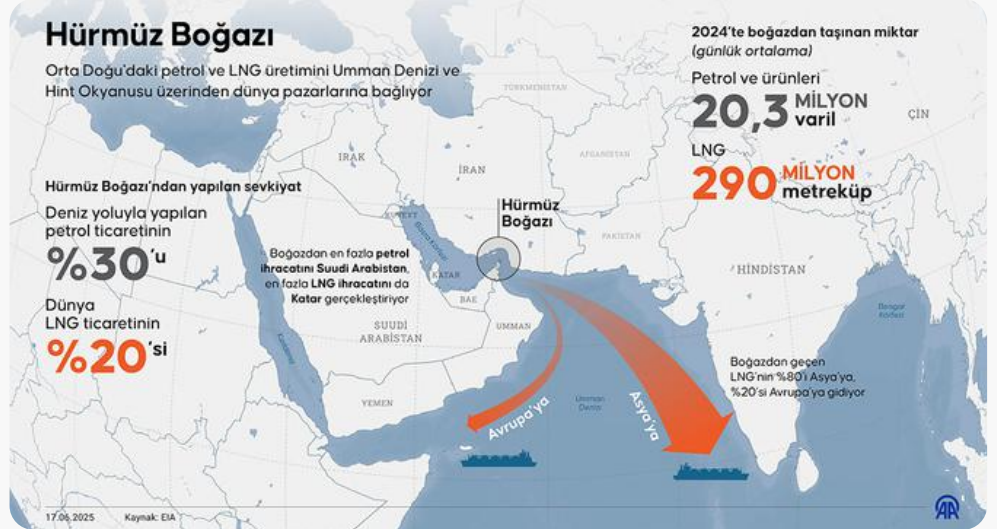 Hürmüz Boğazı
Orta Doğu'daki petrol ve LNG üretimini Umman Denizi ve
Hint Okyanusu üzerinden dünya pazarlarına bağlıyor
2024'te boğazdan taşınan miktar
(günlük ortalama)
Petrol ve ürünleri
20,3 MİLYON
varil
LNG
290 MİLYON
metreküp
Hürmüz Boğazı'ndan yapılan sevkiyat
Deniz yoluyla yapılan
petrol ticaretinin
%30'u
Dünya
LNG ticaretinin
%20'si
Boğazdan en fazla petrol
ihracatını Suudi Arabistan,
en fazla LNG ihracatını da
Katar gerçekleştiriyor
Hürmüz
Boğazı
TÜRKMENİSTAN
ÇİN
IRAK
İRAN
AFGANİSTAN
KUVEYT
Basra Körfezi
PAKİSTAN
KATAR
BAE
HİNDİSTAN
SUUDİ
ARABİSTAN
UMMAN
Bengal
Körfezi
Kızıldeniz
YEMEN
Umman
Denizi
Avrupa'ya
Asya'ya
Boğazdan geçen
LNG'nin %80'i Asya'ya,
%20'si Avrupa'ya gidiyor
17.06.2025
Kaynak: EIA
AA